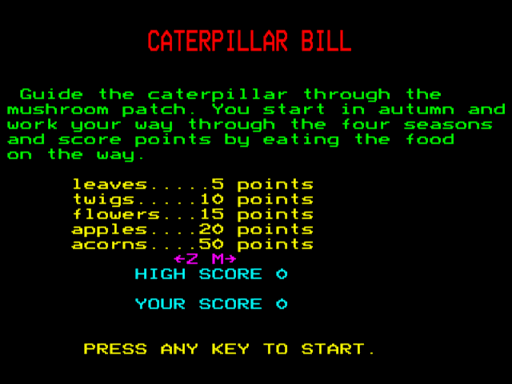 CATERPILLAR BILL
Guide the caterpillar through the
mushroom patch. You start in autumn and
work your way through the four seasons
and score points by eating the food
on the way.
leaves.....5 points
twigs.....10 points
flowers...15 points
apples....20 points
acorns....50 points
←Z M→
HIGH SCORE 0
YOUR SCORE 0
PRESS ANY KEY TO START.